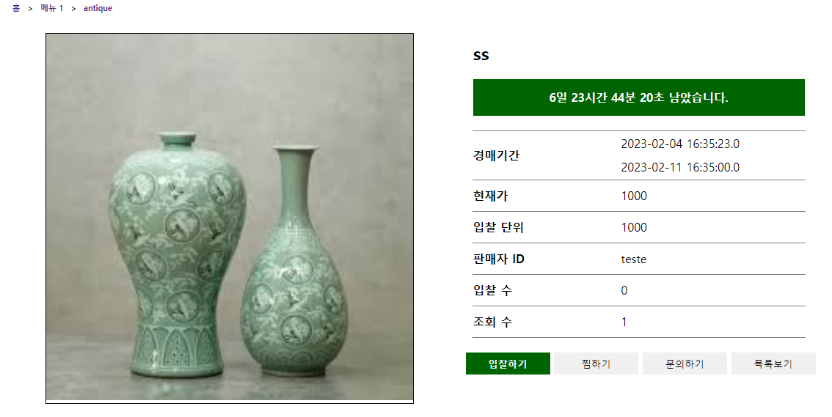 홈 > 메뉴 1 > antique
ss
6일 23시간 44분 20초 남았습니다.
경매기간 2023-02-04 16:35:23.0
2023-02-11 16:35:00.0
현재가 1000
입찰 단위 1000
판매자 ID teste
입찰 수 0
조회 수 1
입찰하기 찜하기 문의하기 목록보기